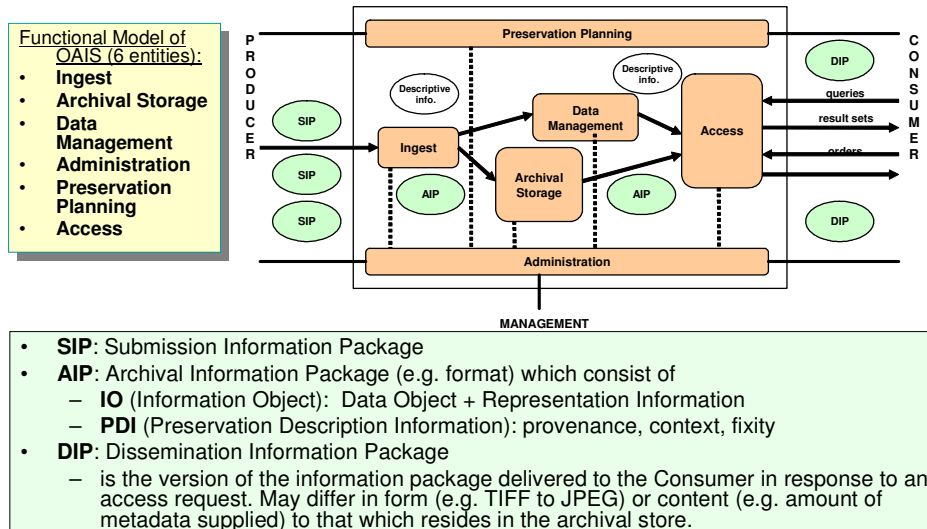 Functional Model of
OAIS (6 entities):
• Ingest
• Archival Storage
• Data
Management
• Administration
• Preservation
Planning
• Access
PRODUCER
Preservation Planning
CONSUMER
DIP
Descriptive
info.
Descriptive
info.
queries
SIP
Data
Management
Access
result sets
Ingest
orders
SIP
AIP
Archival
Storage
AIP
SIP
DIP
Administration
MANAGEMENT
• SIP: Submission Information Package
• AIP: Archival Information Package (e.g. format) which consist of
– IO (Information Object): Data Object + Representation Information
– PDI (Preservation Description Information): provenance, context, fixity
• DIP: Dissemination Information Package
– is the version of the information package delivered to the Consumer in response to an
access request. May differ in form (e.g. TIFF to JPEG) or content (e.g. amount of
metadata supplied) to that which resides in the archival store.